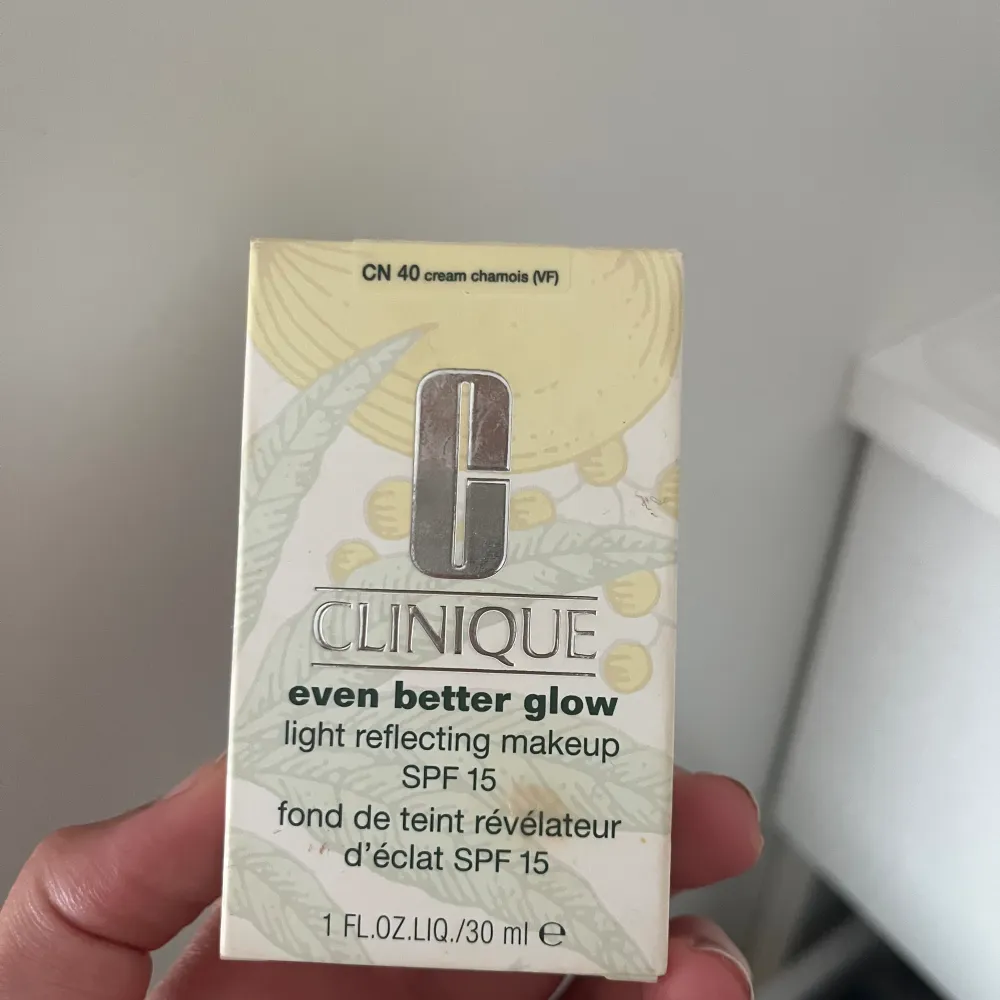 CN 40 cream chamois (VF)
C
CLINIQUE
even better glow
light reflecting makeup
SPF 15
fond de teint révélateur
d'éclat SPF 15
1 FL.OZ.LIQ./30 ml ℮